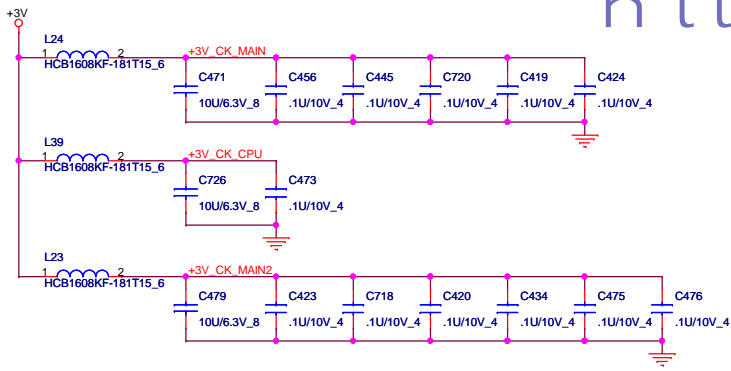 +3V
htt
L24
1 2 +3V_CK_MAIN
HCB1608KF-181T15_6
C471 C456 C445 C720 C419 C424
10U/6.3V_8 .1U/10V_4 .1U/10V_4 .1U/10V_4 .1U/10V_4 .1U/10V_4
L39
1 2 +3V_CK_CPU
HCB1608KF-181T15_6
C726 C473
10U/6.3V_8 .1U/10V_4
L23
1 2 +3V_CK_MAIN2
HCB1608KF-181T15_6
C479 C423 C718 C420 C434 C475 C476
10U/6.3V_8 .1U/10V_4 .1U/10V_4 .1U/10V_4 .1U/10V_4 .1U/10V_4 .1U/10V_4